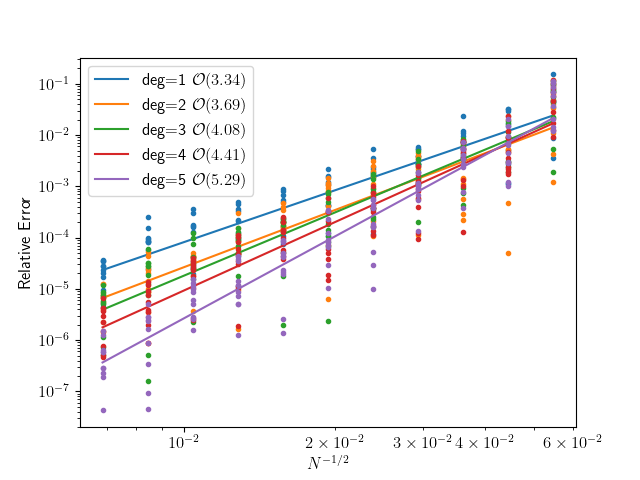 10⁻¹
10⁻²
10⁻³
10⁻⁴
10⁻⁵
10⁻⁶
10⁻⁷
Relative Error
deg=1 𝒪(3.34)
deg=2 𝒪(3.69)
deg=3 𝒪(4.08)
deg=4 𝒪(4.41)
deg=5 𝒪(5.29)
10⁻² 2 × 10⁻² 3 × 10⁻² 4 × 10⁻² 6 × 10⁻²
N⁻¹/²